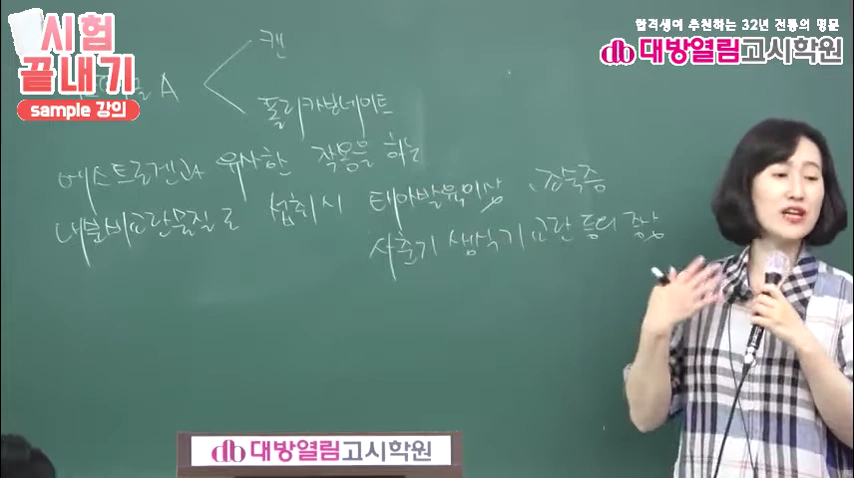 시험
끝내기
sample 강의
합격생이 추천하는 32년 전통의 명문
db 대방열림고시학원
A
캔
폴리카보네이트
에스트로겐과 유사한 작용을 하는
내분비교란물질로 섭취시 태아발육이상, 조숙증
사춘기 생식기 교란 등의 증상
db 대방열림고시학원